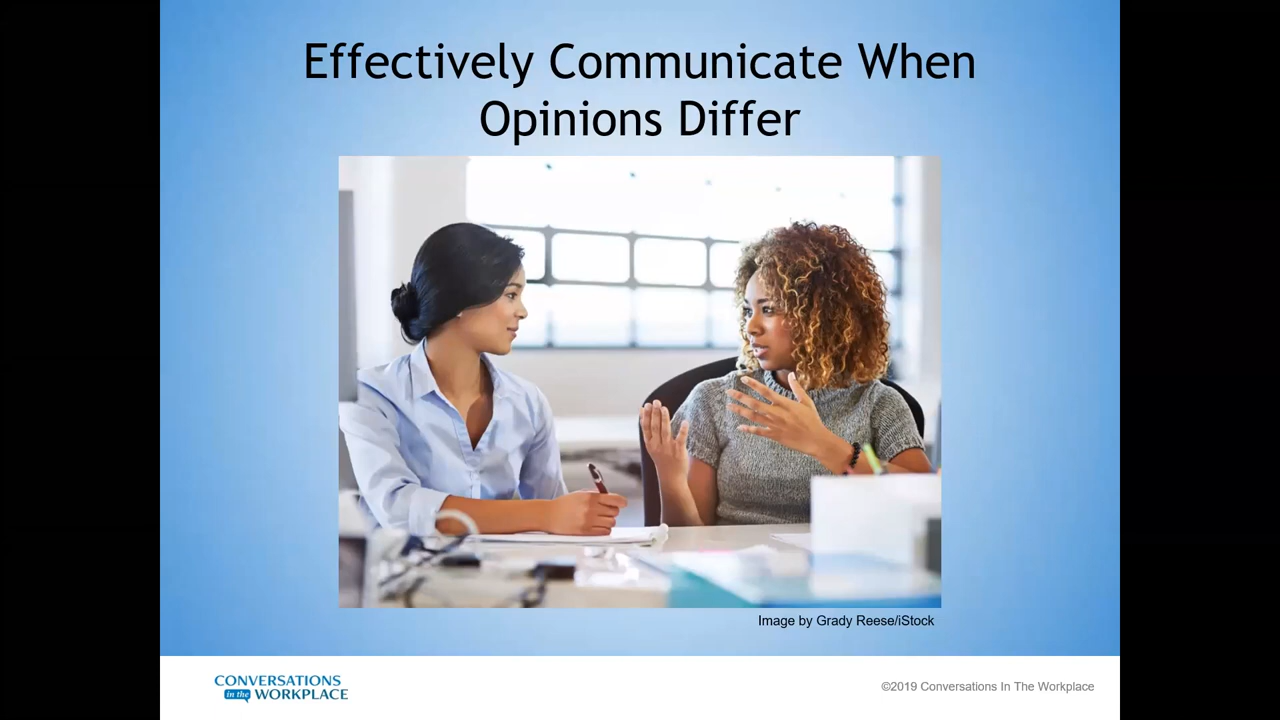 Effectively Communicate When
Opinions Differ
Image by Grady Reese/iStock
CONVERSATIONS
in the WORKPLACE
©2019 Conversations In The Workplace